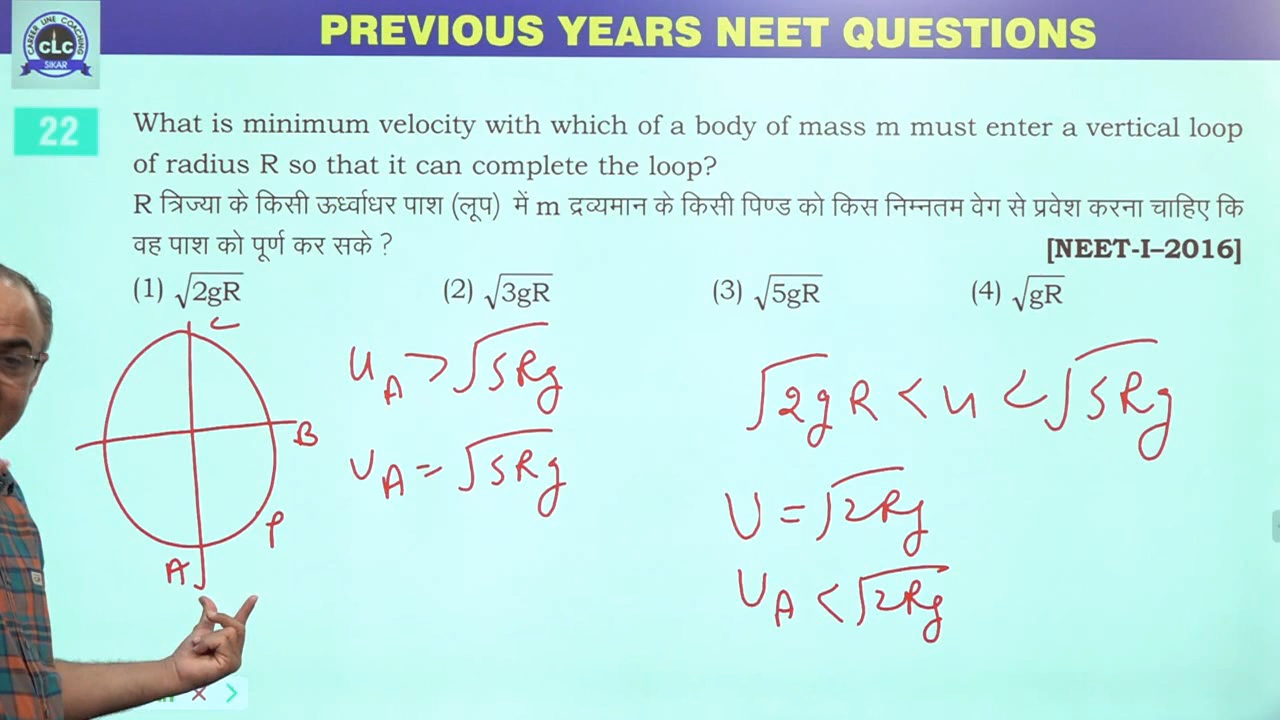 CAREER LINE COACHING
CLC
SIKAR
PREVIOUS YEARS NEET QUESTIONS
22
What is minimum velocity with which of a body of mass m must enter a vertical loop
of radius R so that it can complete the loop?
R त्रिज्या के किसी ऊर्ध्वाधर पाश (लूप) में m द्रव्यमान के किसी पिण्ड को किस निम्नतम वेग से प्रवेश करना चाहिए कि
वह पाश को पूर्ण कर सके ?
[NEET-I–2016]
(1) √2gR (2) √3gR (3) √5gR (4) √gR
C
B
P
A
u_A > √5Rg
u_A = √5Rg
√2gR < u < √5Rg
u = √2Rg
u_A < √2Rg